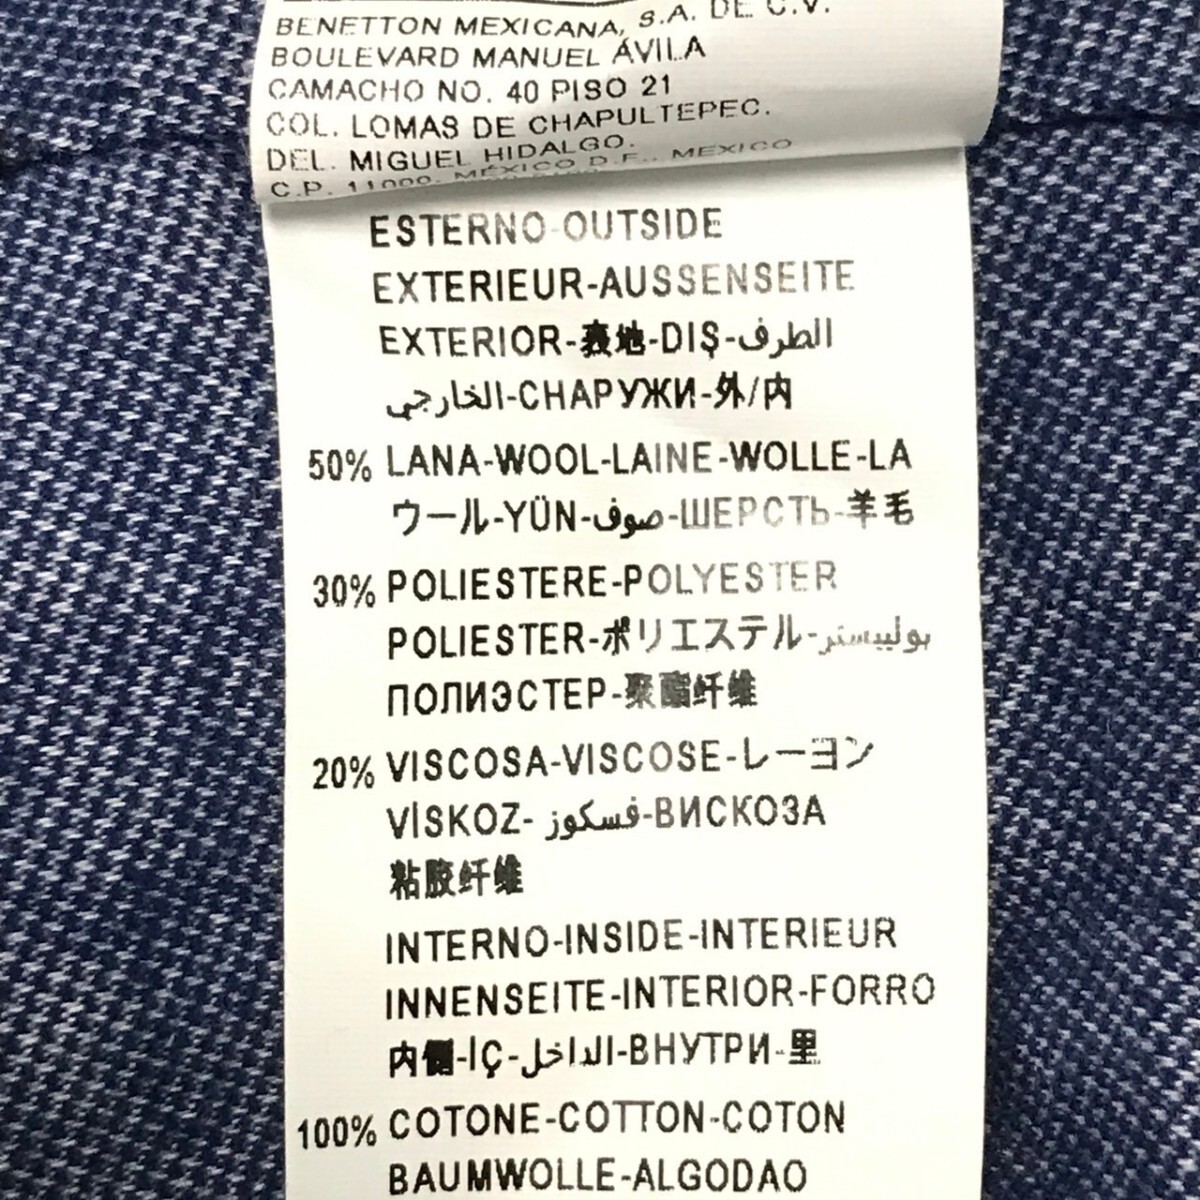 BENETTON MEXICANA, S.A. DE C.V.
BOULEVARD MANUEL ÁVILA
CAMACHO NO. 40 PISO 21
COL. LOMAS DE CHAPULTEPEC.
DEL. MIGUEL HIDALGO.
C.P. 11000. MÉXICO D.F., MEXICO
ESTERNO-OUTSIDE
EXTERIEUR-AUSSENSEITE
EXTERIOR-表地-DIŞ-الطرف
الخارجي-СНАРУЖИ-外/内
50% LANA-WOOL-LAINE-WOLLE-LA
ウール-YÜN-صوف-ШЕРСТЬ-羊毛
30% POLIESTERE-POLYESTER
POLIESTER-ポリエステル-بوليستر
ПОЛИЭСТЕР-聚酯纤维
20% VISCOSA-VISCOSE-レーヨン
VİSKOZ- فسكوز-ВИСКОЗА
粘胶纤维
INTERNO-INSIDE-INTERIEUR
INNENSEITE-INTERIOR-FORRO
内側-İÇ-الداخل-ВНУТРИ-里
100% COTONE-COTTON-COTON
BAUMWOLLE-ALGODAO